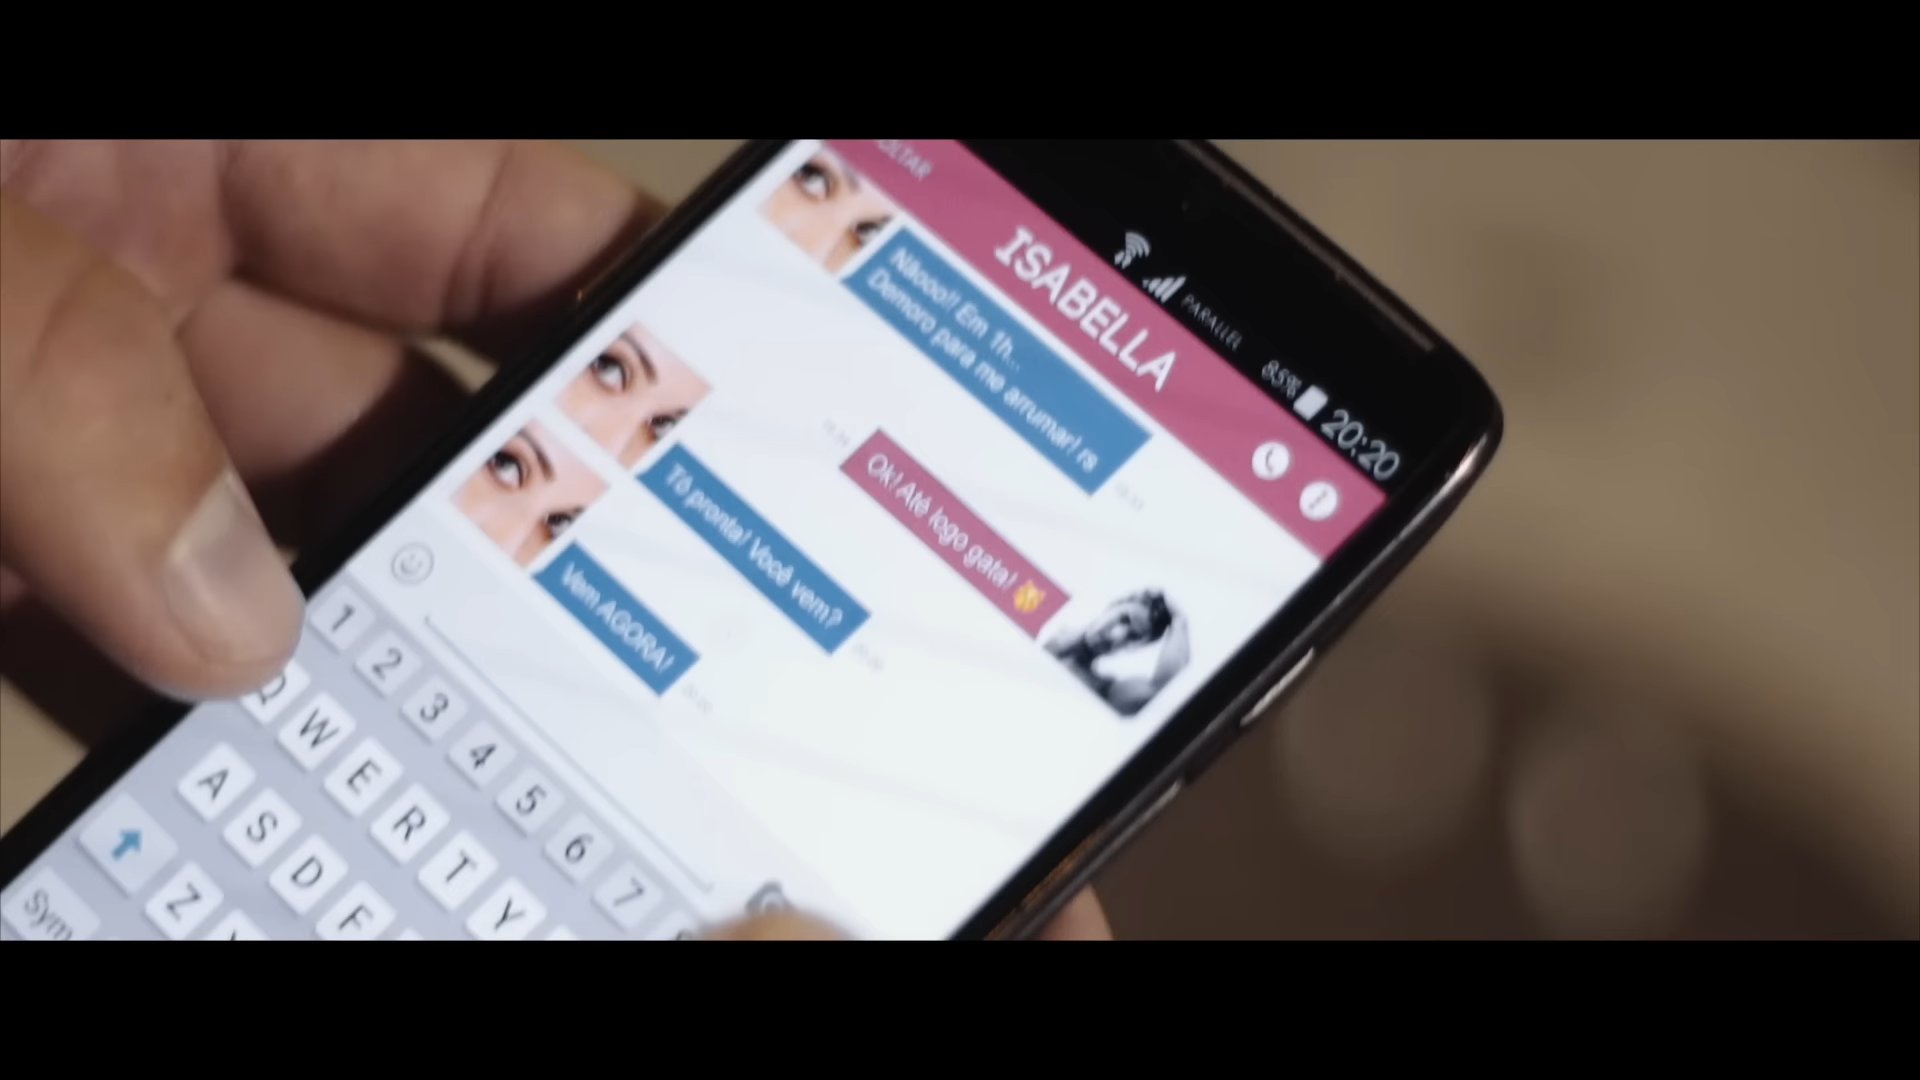 PARALLEL
85% 20:20
ISABELLA
Nãooo!! Em 1h...
Demoro para me arrumar! rs
Ok! Até logo gata!
Tô pronta! Você vem?
Vem AGORA!
1 2 3 4 5 6 7
Q W E R T Y
A S D F
Z
Sym